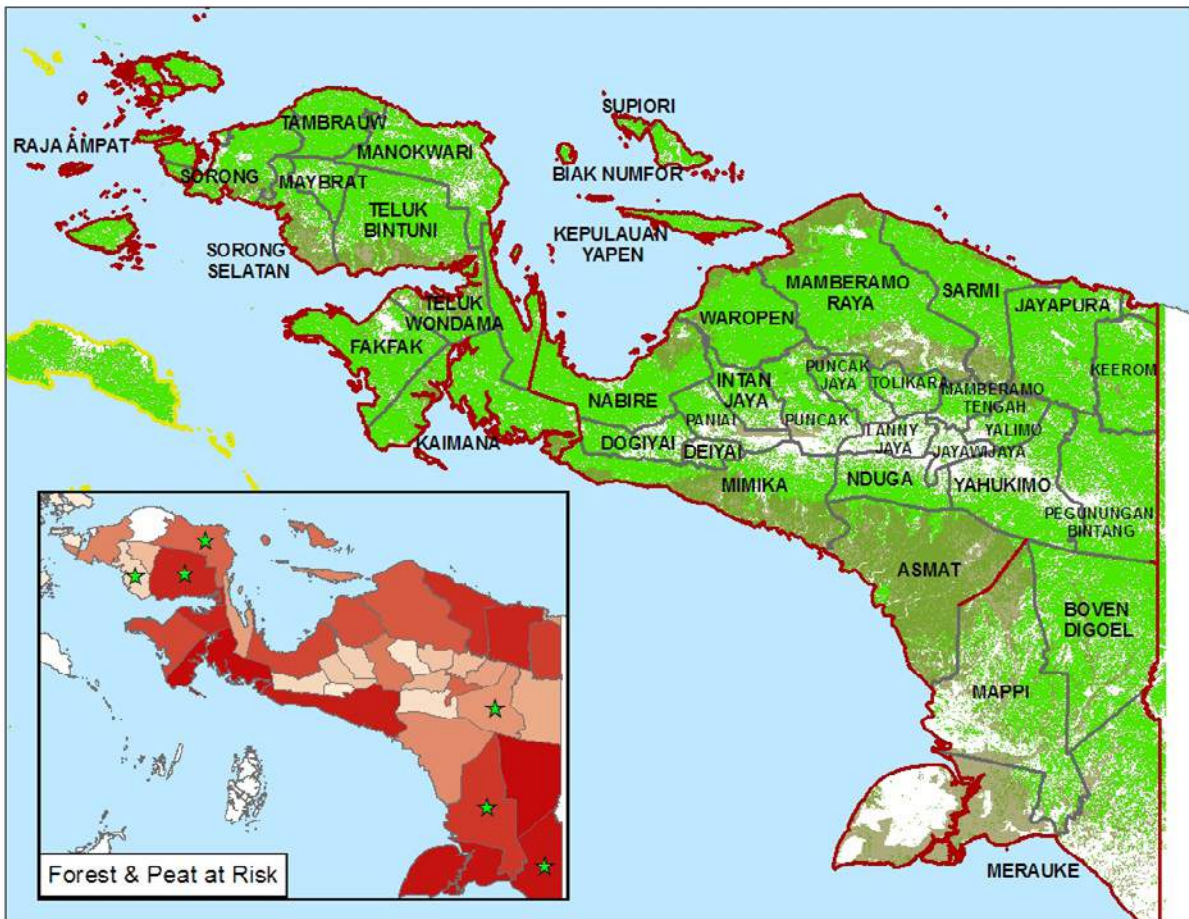 SUPIORI
TAMBRAUW
RAJA AMPAT
MANOKWARI
SORONG
MAYBRAT
BIAK NUMFOR
TELUK
BINTUNI
KEPULAUAN
YAPEN
SORONG
SELATAN
MAMBERAMO
RAYA
SARMI
JAYAPURA
TELUK
WONDAMA
WAROPEN
FAKFAK
PUNCAK
JAYA
KEEROM
INTAN
JAYA
TOLIKARA
MAMBERAMO
TENGAH
NABIRE
PANIAI
PUNCAK
LANNY
JAYA
YALIMO
KAIMANA
DOGIYAI
DEIYAI
JAYAWIJAYA
MIMIKA
NDUGA
YAHUKIMO
PEGUNUNGAN
BINTANG
ASMAT
BOVEN
DIGOEL
MAPPI
MERAUKE
Forest & Peat at Risk